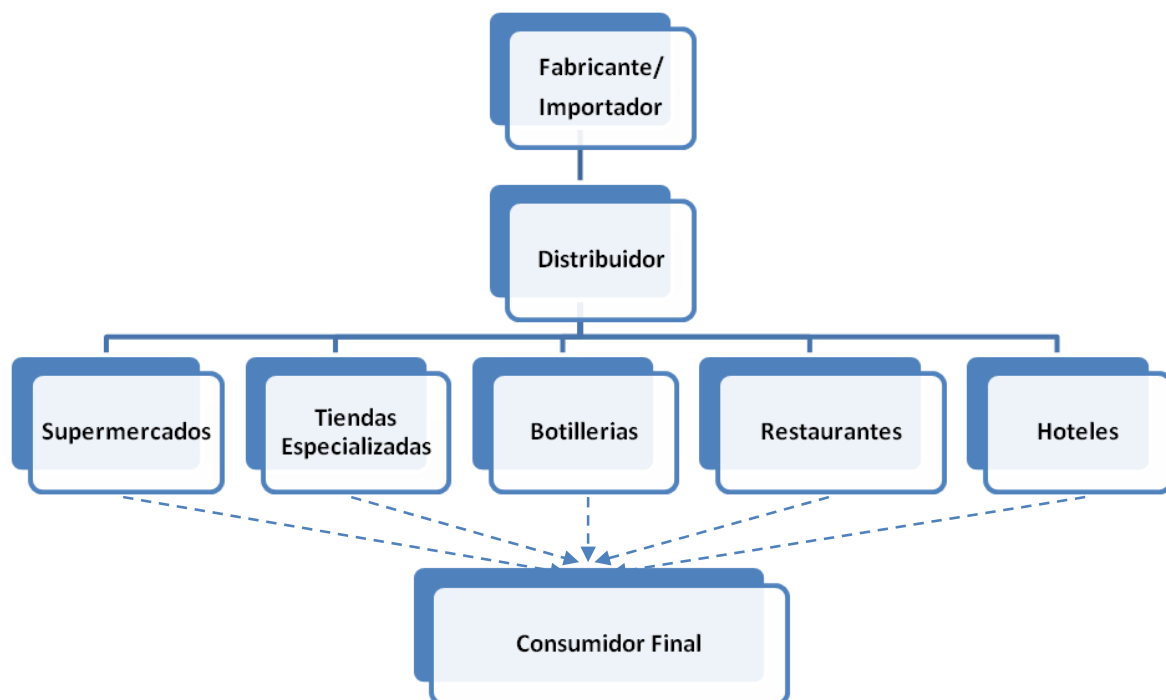 Fabricante/
Importador
Distribuidor
Supermercados
Tiendas
Especializadas
Botillerias
Restaurantes
Hoteles
Consumidor Final